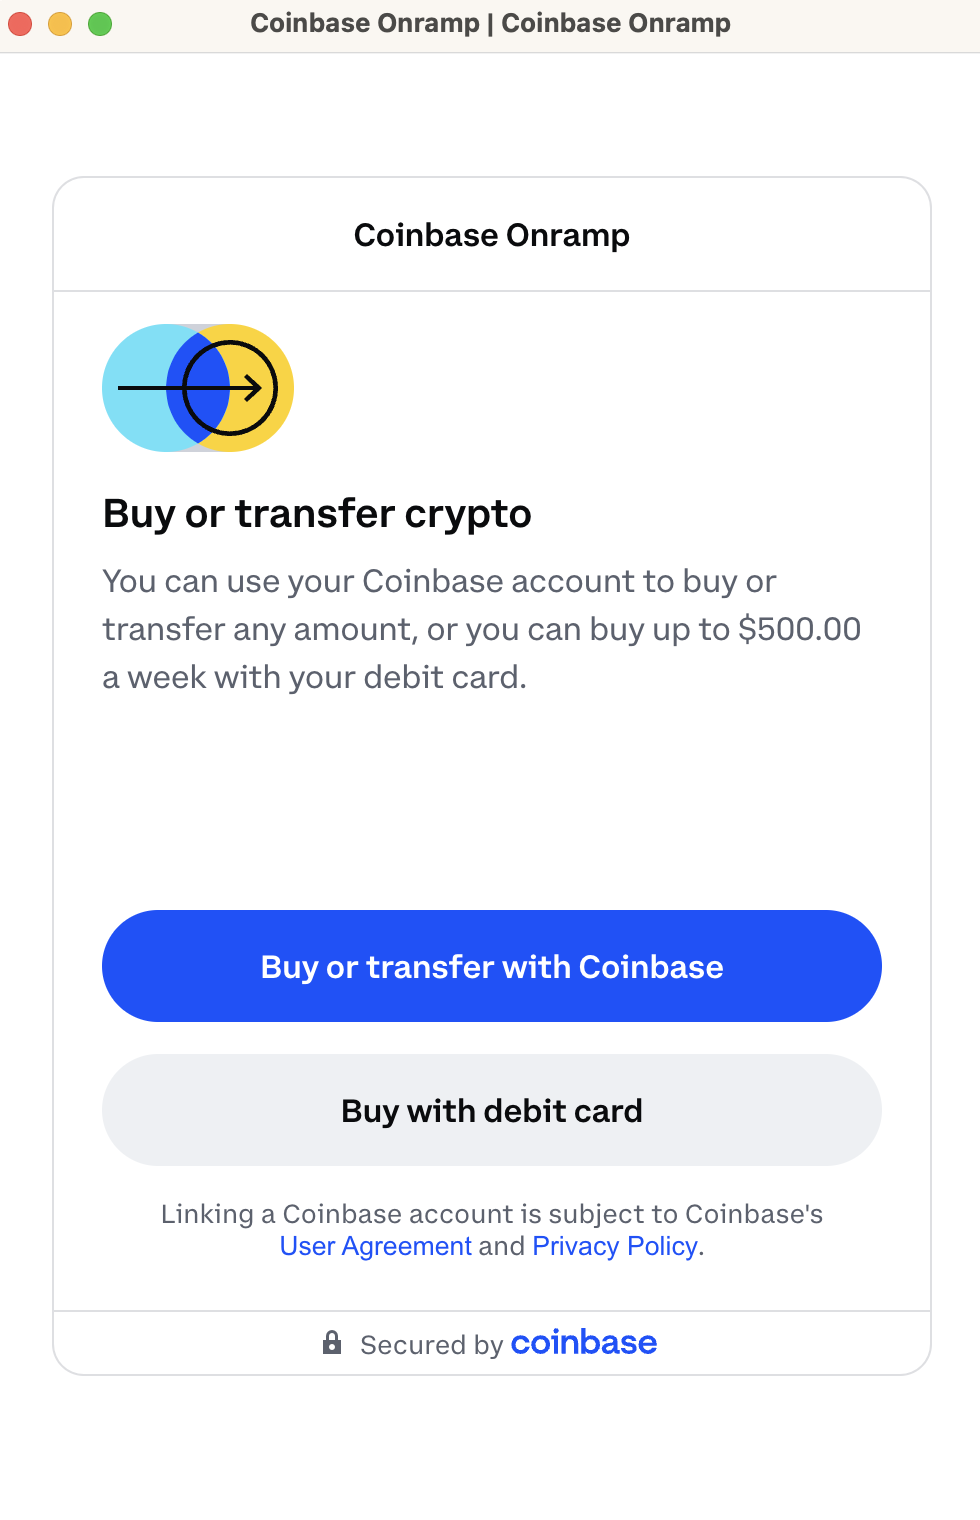 Coinbase Onramp | Coinbase Onramp
Coinbase Onramp
Buy or transfer crypto
You can use your Coinbase account to buy or
transfer any amount, or you can buy up to $500.00
a week with your debit card.
Buy or transfer with Coinbase
Buy with debit card
Linking a Coinbase account is subject to Coinbase's
User Agreement and Privacy Policy.
Secured by coinbase